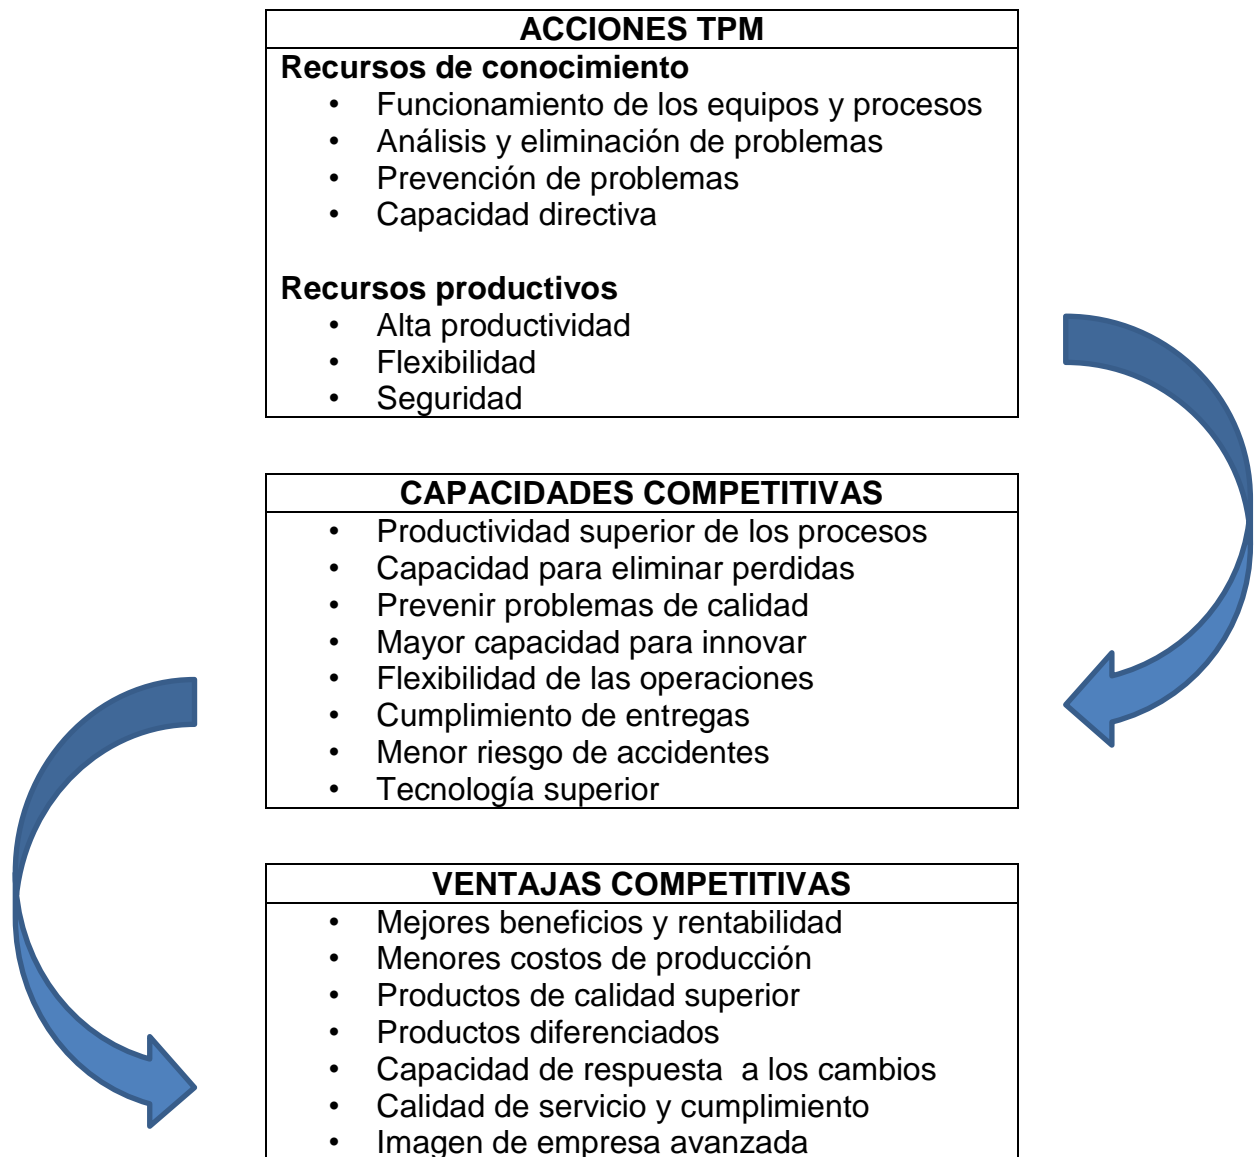 ACCIONES TPM
Recursos de conocimiento
• Funcionamiento de los equipos y procesos
• Análisis y eliminación de problemas
• Prevención de problemas
• Capacidad directiva
Recursos productivos
• Alta productividad
• Flexibilidad
• Seguridad
CAPACIDADES COMPETITIVAS
• Productividad superior de los procesos
• Capacidad para eliminar perdidas
• Prevenir problemas de calidad
• Mayor capacidad para innovar
• Flexibilidad de las operaciones
• Cumplimiento de entregas
• Menor riesgo de accidentes
• Tecnología superior
VENTAJAS COMPETITIVAS
• Mejores beneficios y rentabilidad
• Menores costos de producción
• Productos de calidad superior
• Productos diferenciados
• Capacidad de respuesta  a los cambios
• Calidad de servicio y cumplimiento
• Imagen de empresa avanzada